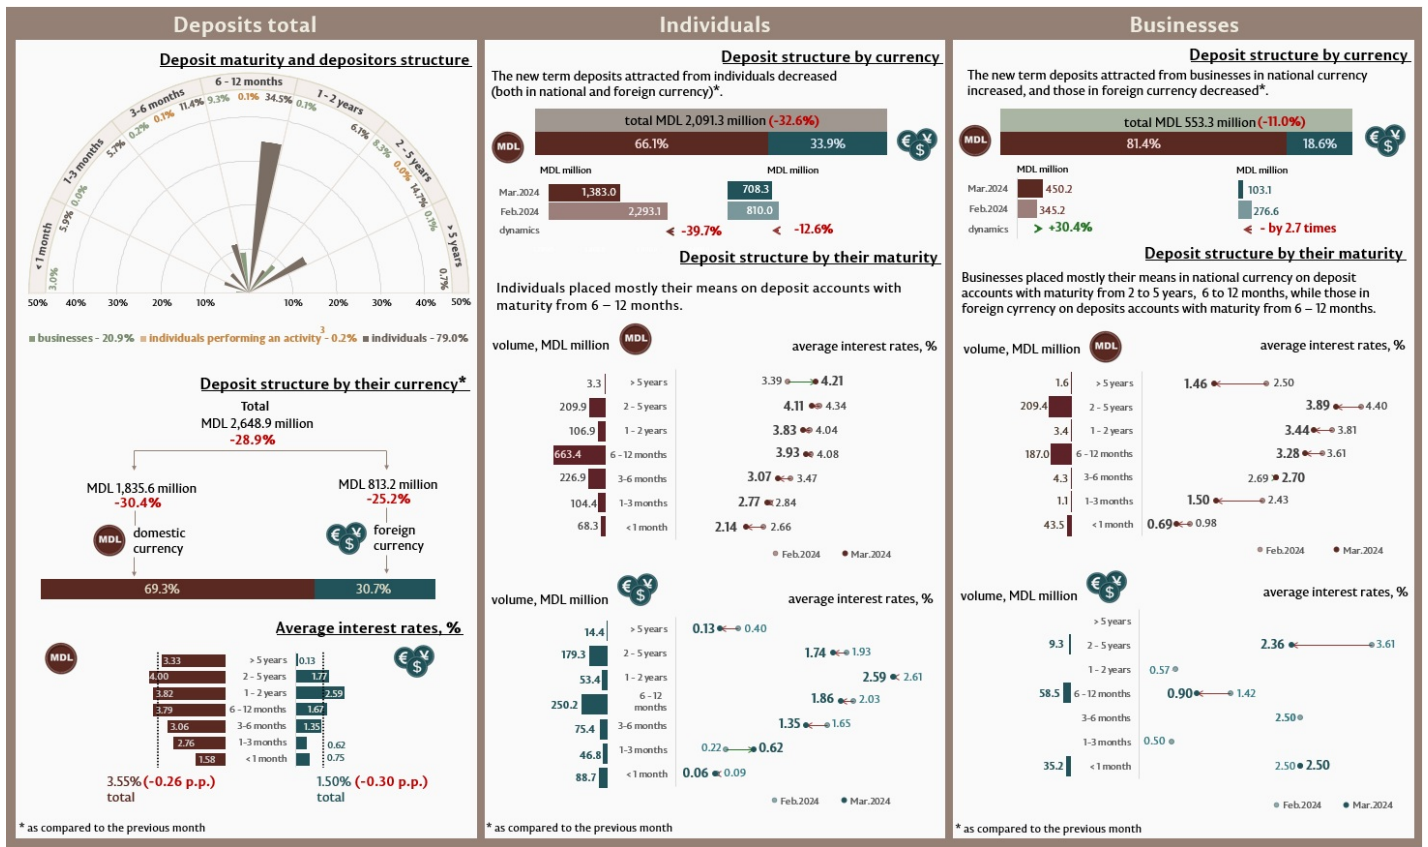 Deposits total
Deposit maturity and depositors structure
< 1 month
1-3 months
3-6 months
6 - 12 months
1 - 2 years
2 - 5 years
> 5 years
3.0%
5.9%
0.0%
5.7%
0.2%
0.1%
11.4%
9.3%
0.1%
34.5%
0.1%
6.1%
8.3%
0.0%
14.7%
0.1%
0.7%
50% 40% 30% 20% 10% 10% 20% 30% 40% 50%
businesses - 20.9% individuals performing an activity3 - 0.2% individuals - 79.0%
Deposit structure by their currency*
Total
MDL 2,648.9 million
-28.9%
MDL 1,835.6 million
-30.4%
MDL 813.2 million
-25.2%
MDL
domestic
currency
€ ¥ $
foreign
currency
69.3% 30.7%
Average interest rates, %
MDL
€ ¥ $
3.33 > 5 years 0.13
4.00 2 - 5 years 1.77
3.82 1 - 2 years 2.59
3.79 6 - 12 months 1.67
3.06 3-6 months 1.35
2.76 1-3 months 0.62
1.58 < 1 month 0.75
3.55% (-0.26 p.p.)
total
1.50% (-0.30 p.p.)
total
* as compared to the previous month
Individuals
Deposit structure by currency
The new term deposits attracted from individuals decreased
(both in national and foreign currency)*.
total MDL 2,091.3 million (-32.6%)
MDL
66.1% 33.9%
€ ¥ $
MDL million MDL million
Mar.2024 1,383.0 708.3
Feb.2024 2,293.1 810.0
dynamics -39.7% -12.6%
Deposit structure by their maturity
Individuals placed mostly their means on deposit accounts with
maturity from 6 – 12 months.
volume, MDL million MDL average interest rates, %
3.3 > 5 years 3.39 4.21
209.9 2 - 5 years 4.11 4.34
106.9 1 - 2 years 3.83 4.04
663.4 6 - 12 months 3.93 4.08
226.9 3-6 months 3.07 3.47
104.4 1-3 months 2.77 2.84
68.3 < 1 month 2.14 2.66
Feb.2024 Mar.2024
volume, MDL million € ¥ $ average interest rates, %
14.4 > 5 years 0.13 0.40
179.3 2 - 5 years 1.74 1.93
53.4 1 - 2 years 2.59 2.61
250.2 6 - 12
months 1.86 2.03
75.4 3-6 months 1.35 1.65
46.8 1-3 months 0.22 0.62
88.7 < 1 month 0.06 0.09
Feb.2024 Mar.2024
* as compared to the previous month
Businesses
Deposit structure by currency
The new term deposits attracted from businesses in national currency
increased, and those in foreign currency decreased*.
total MDL 553.3 million (-11.0%)
MDL
81.4% 18.6%
€ ¥ $
MDL million MDL million
Mar.2024 450.2 103.1
Feb.2024 345.2 276.6
dynamics +30.4% - by 2.7 times
Deposit structure by their maturity
Businesses placed mostly their means in national currency on deposit
accounts with maturity from 2 to 5 years, 6 to 12 months, while those in
foreign cyrrency on deposits accounts with maturity from 6 – 12 months.
volume, MDL million MDL average interest rates, %
1.6 > 5 years 1.46 2.50
209.4 2 - 5 years 3.89 4.40
3.4 1 - 2 years 3.44 3.81
187.0 6 - 12 months 3.28 3.61
4.3 3-6 months 2.69 2.70
1.1 1-3 months 1.50 2.43
43.5 < 1 month 0.69 0.98
Feb.2024 Mar.2024
volume, MDL million € ¥ $ average interest rates, %
> 5 years
9.3 2 - 5 years 2.36 3.61
1 - 2 years 0.57
58.5 6 - 12 months 0.90 1.42
3-6 months 2.50
1-3 months 0.50
35.2 < 1 month 2.50 2.50
Feb.2024 Mar.2024
* as compared to the previous month